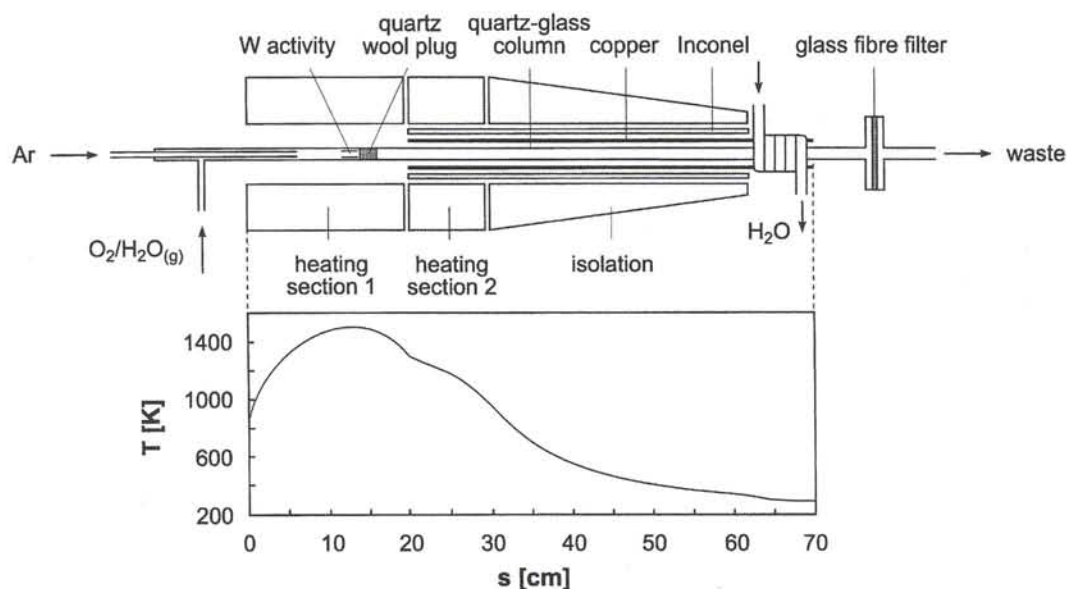 quartz quartz-glass
W activity wool plug column copper Inconel glass fibre filter
Ar
waste
O₂/H₂O(g)
H₂O
heating section 1
heating section 2
isolation
1400
1000
600
200
T [K]
0 10 20 30 40 50 60 70
s [cm]